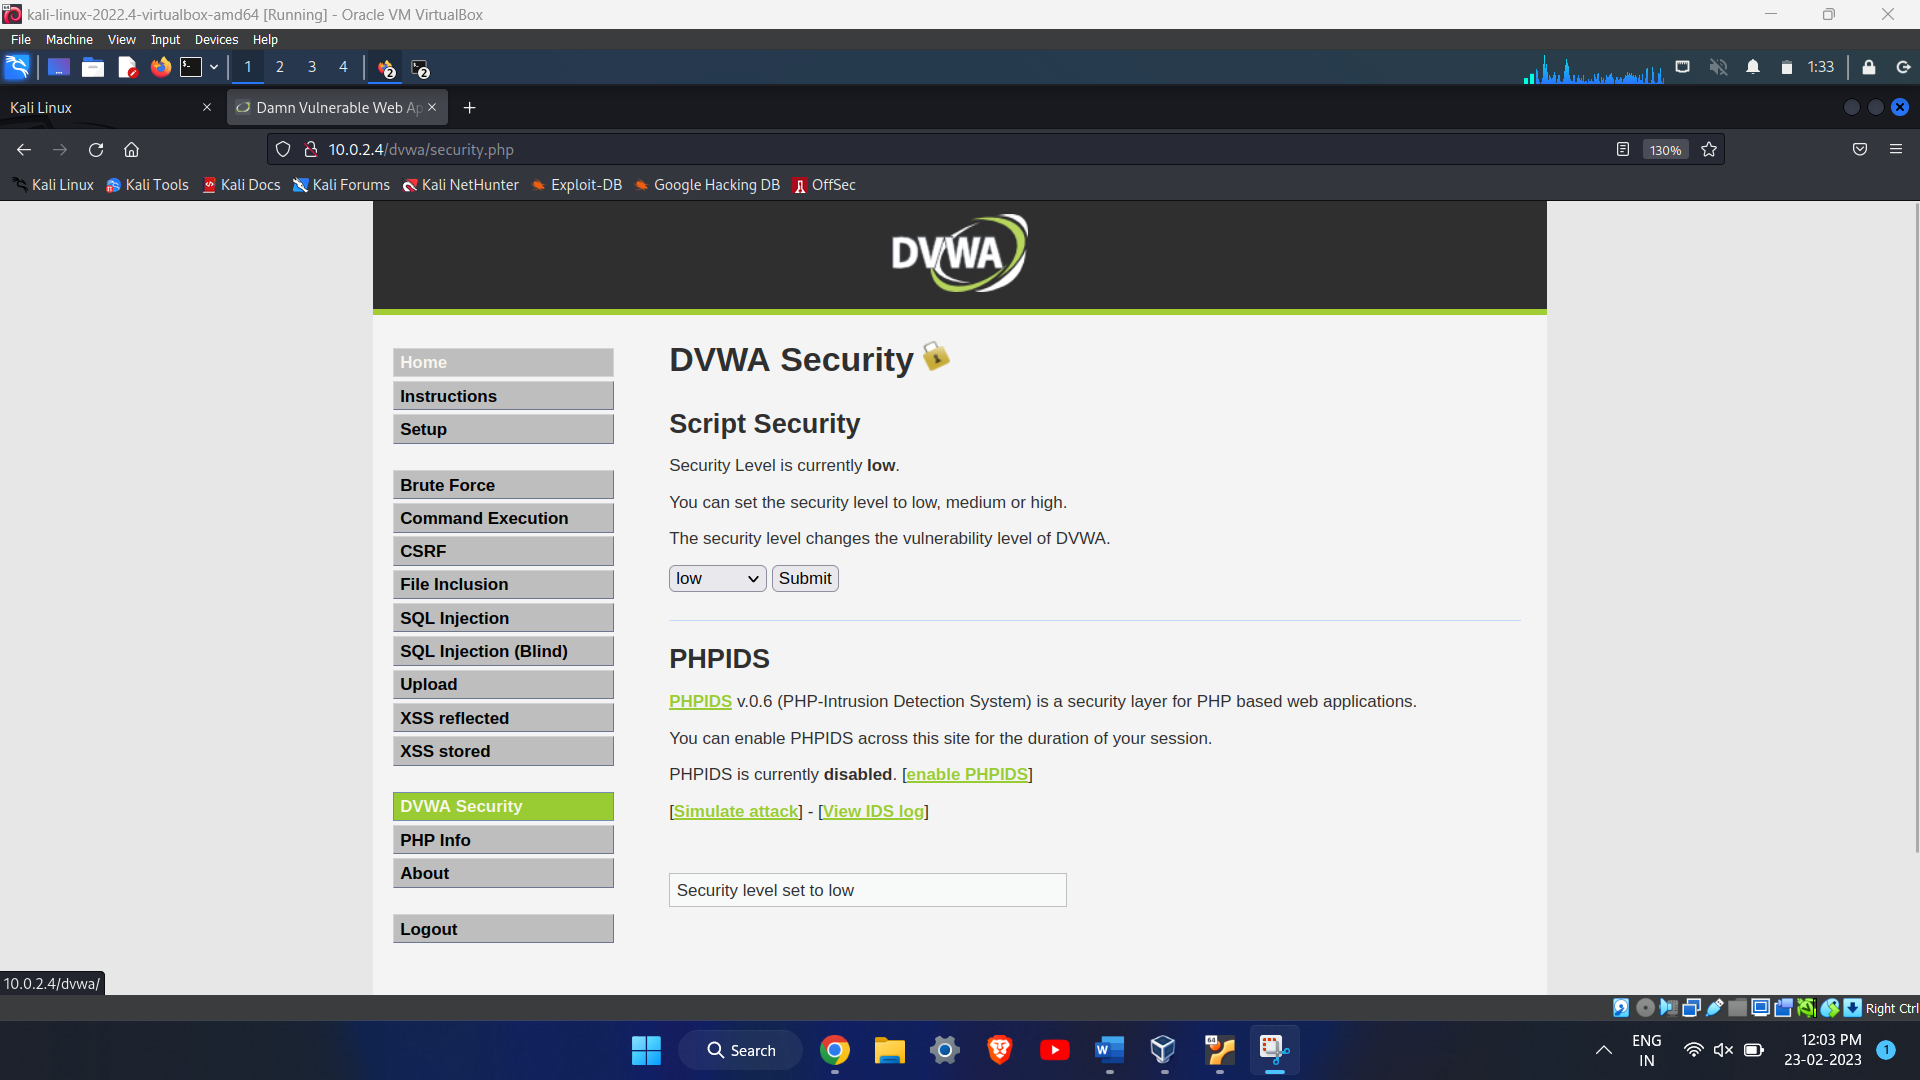 kali-linux-2022.4-virtualbox-amd64 [Running] - Oracle VM VirtualBox
File Machine View Input Devices Help
1 2 3 4 2 2 1:33
Kali Linux Damn Vulnerable Web Ap
10.0.2.4/dvwa/security.php 130%
Kali Linux Kali Tools Kali Docs Kali Forums Kali NetHunter Exploit-DB Google Hacking DB OffSec
DVWA
Home
Instructions
Setup
Brute Force
Command Execution
CSRF
File Inclusion
SQL Injection
SQL Injection (Blind)
Upload
XSS reflected
XSS stored
DVWA Security
PHP Info
About
Logout
DVWA Security
Script Security
Security Level is currently low.
You can set the security level to low, medium or high.
The security level changes the vulnerability level of DVWA.
low Submit
PHPIDS
PHPIDS v.0.6 (PHP-Intrusion Detection System) is a security layer for PHP based web applications.
You can enable PHPIDS across this site for the duration of your session.
PHPIDS is currently disabled. [enable PHPIDS]
[Simulate attack] - [View IDS log]
Security level set to low
10.0.2.4/dvwa/
Right Ctrl
Search
64
ENG
IN
12:03 PM
23-02-2023
1